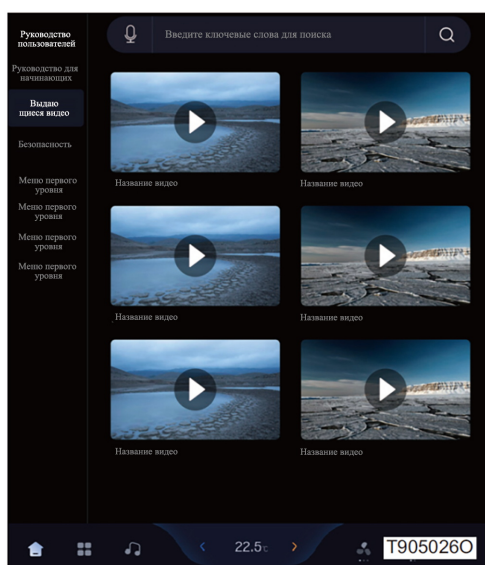 Руководство
пользователей
Введите ключевые слова для поиска
Руководство для
начинающих
Выдаю
щиеся видео
Безопасность
Меню первого
уровня
Меню первого
уровня
Меню первого
уровня
Меню первого
уровня
Название видео
Название видео
Название видео
Название видео
Название видео
Название видео
22.5℃
T905026O